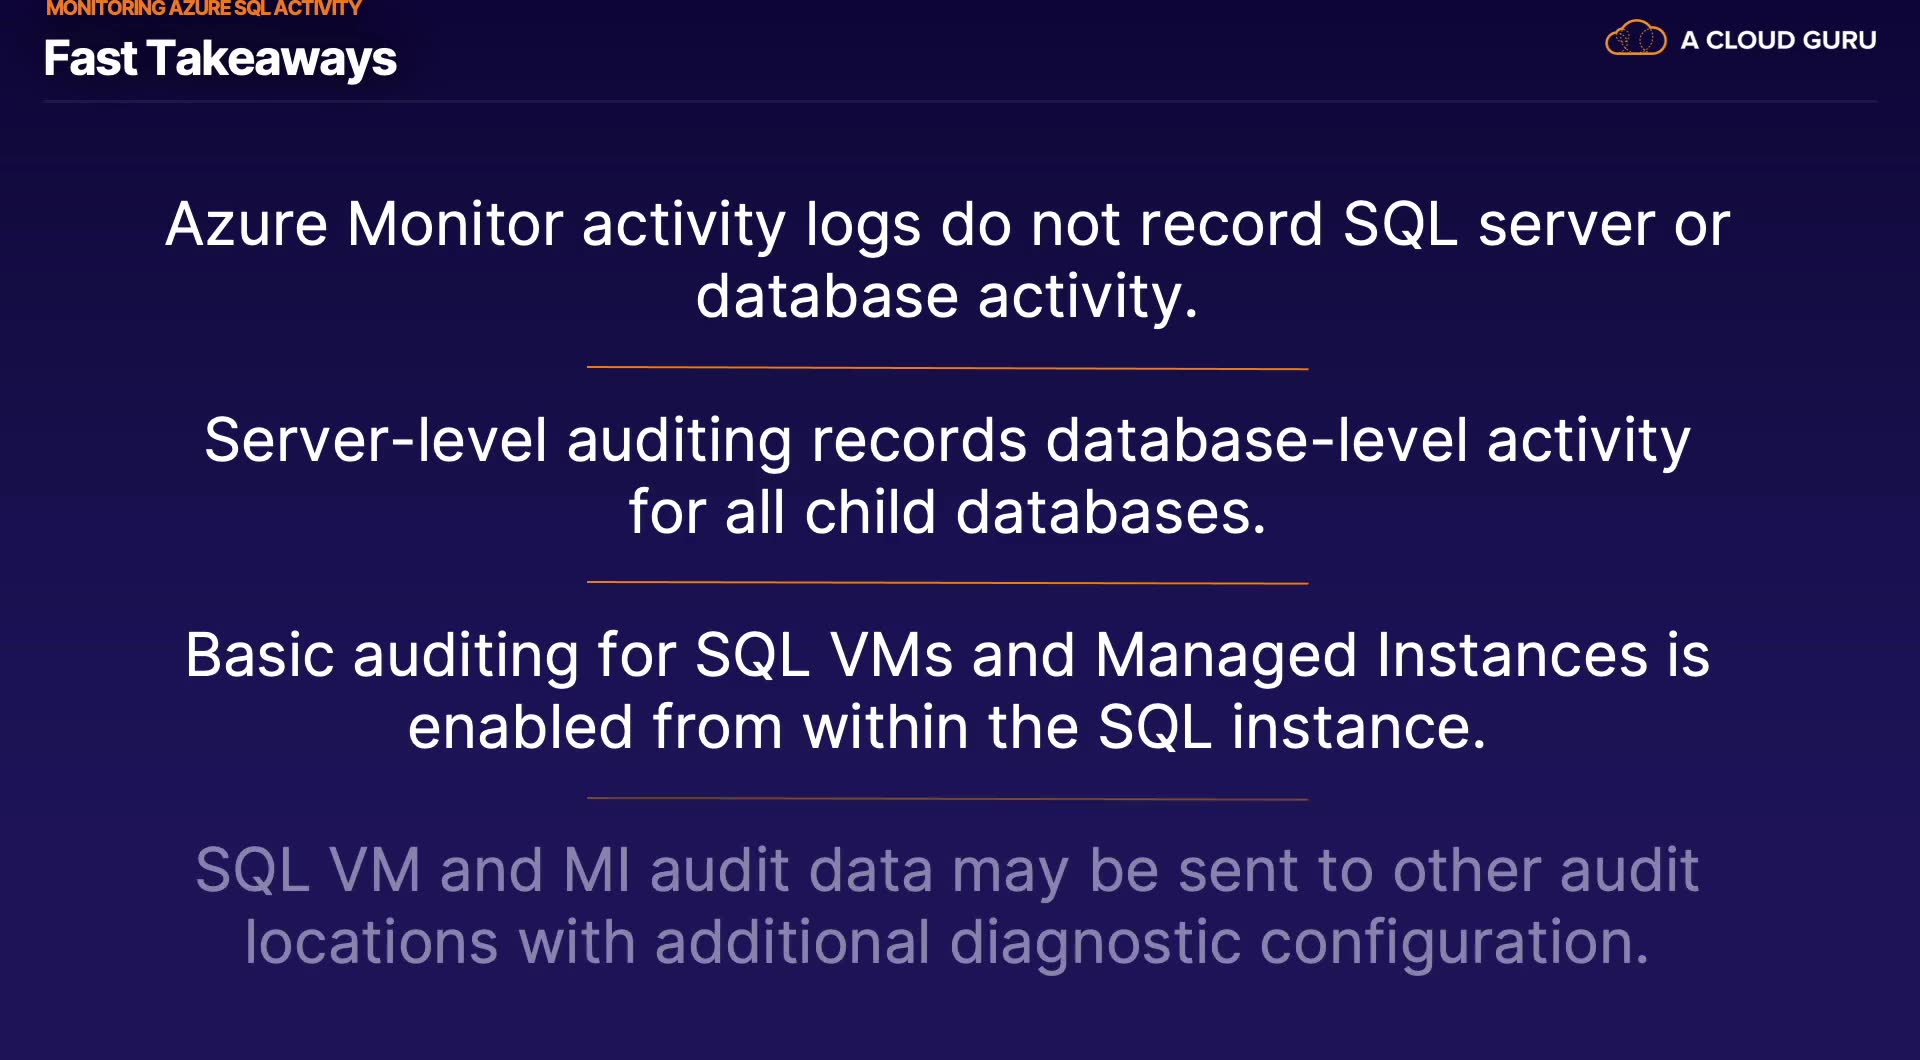 MONITORING AZURE SQL ACTIVITY
Fast Takeaways
A CLOUD GURU
Azure Monitor activity logs do not record SQL server or
database activity.
Server-level auditing records database-level activity
for all child databases.
Basic auditing for SQL VMs and Managed Instances is
enabled from within the SQL instance.
SQL VM and MI audit data may be sent to other audit
locations with additional diagnostic configuration.